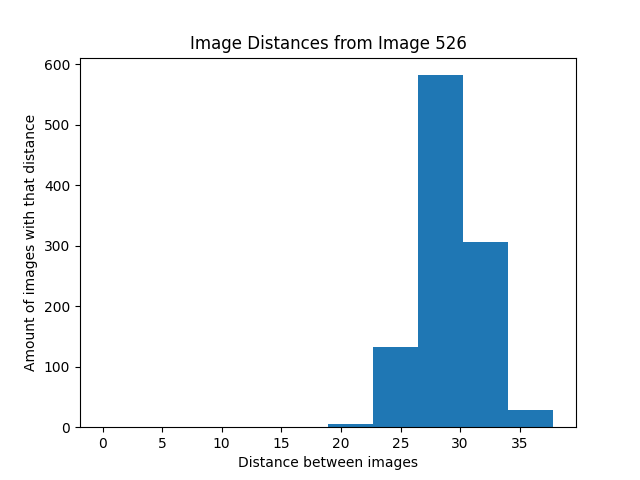 Image Distances from Image 526
600
500
400
300
200
100
0
Amount of images with that distance
0 5 10 15 20 25 30 35
Distance between images